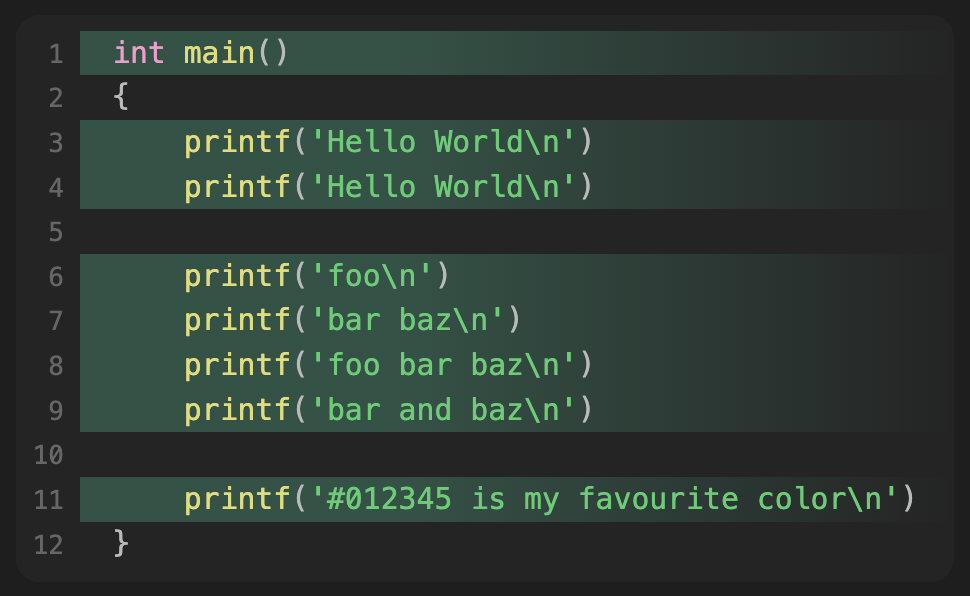 1 int main()
2 {
3     printf('Hello World\n')
4     printf('Hello World\n')
5
6     printf('foo\n')
7     printf('bar baz\n')
8     printf('foo bar baz\n')
9     printf('bar and baz\n')
10
11     printf('#012345 is my favourite color\n')
12 }